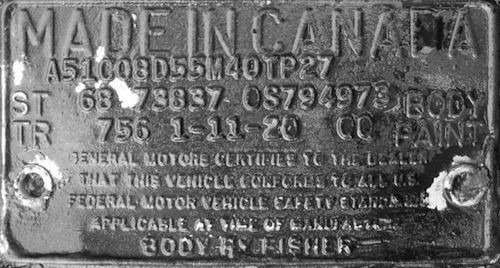 MADE IN CANADA
A51008D55M40TP27
ST 68 73837 OS794973 BODY
TR 756 1-11-20 CO PAINT
GENERAL MOTORS CERTIFIES TO THE DEALER
THAT THIS VEHICLE CONFORMS TO ALL U.S.
FEDERAL MOTOR VEHICLE SAFETY STANDARDS
APPLICABLE AT TIME OF MANUFACTURE
BODY BY FISHER